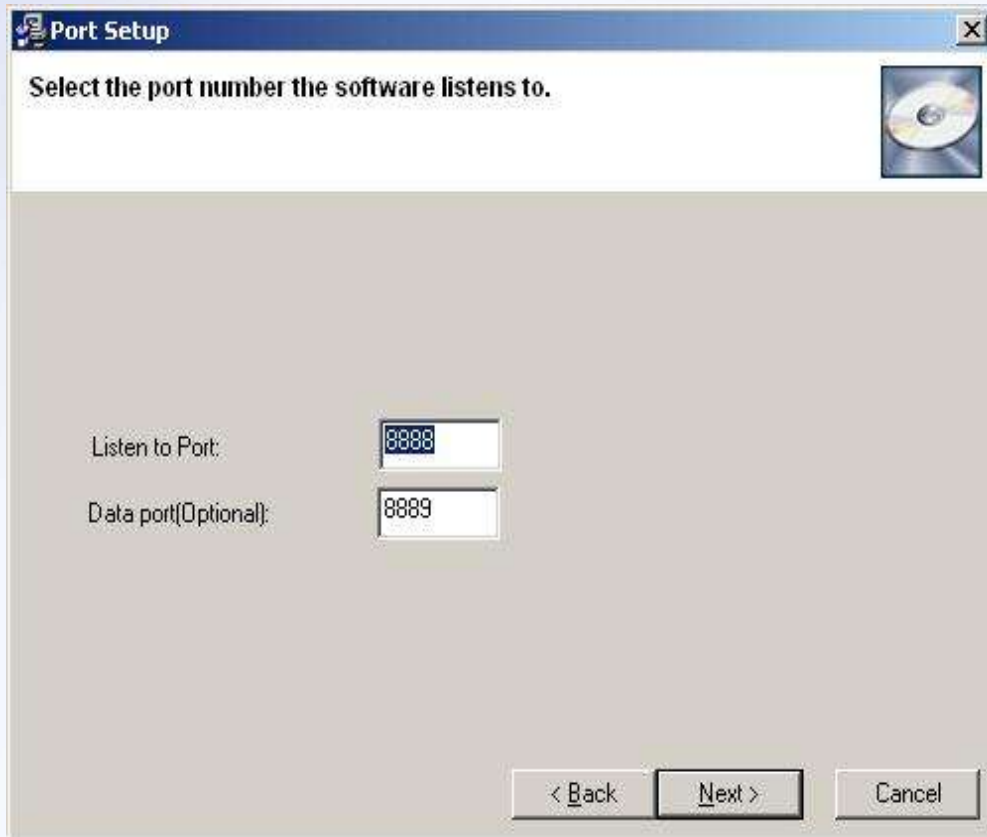 Port Setup
Select the port number the software listens to.
Listen to Port: 8888
Data port(Optional): 8889
< Back Next > Cancel